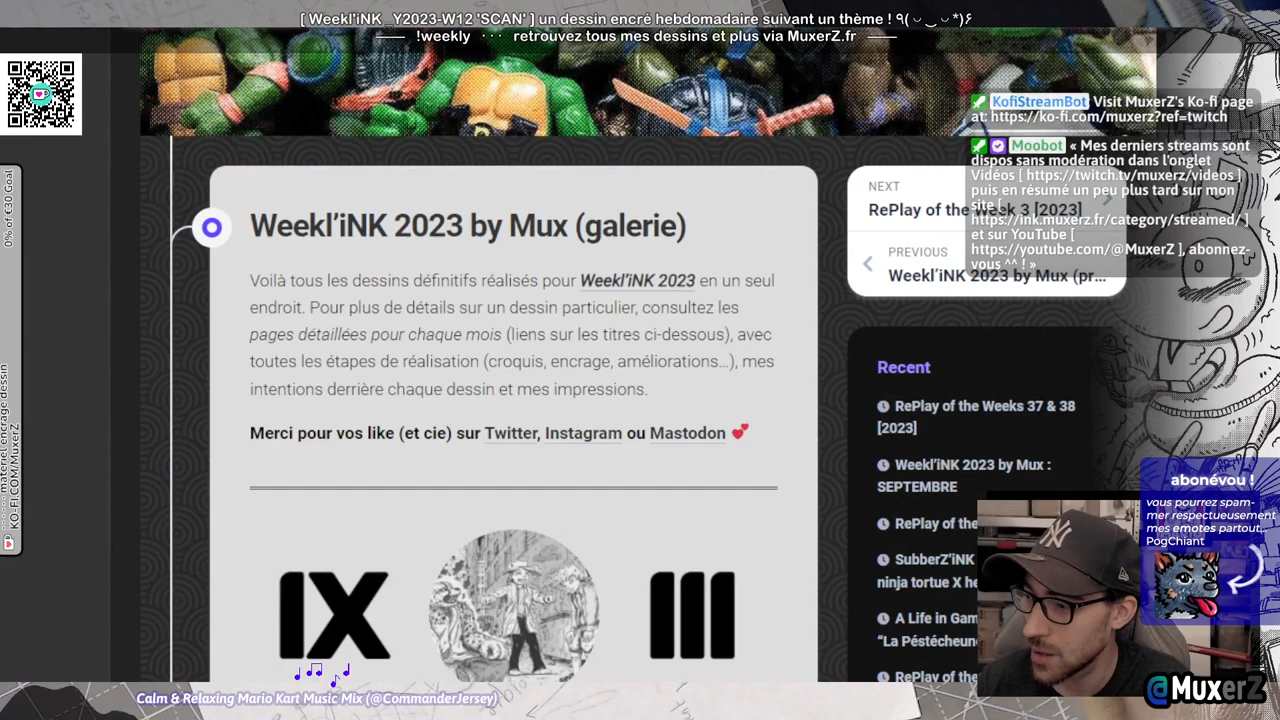 [ Weekl'iNK _Y2023-W12 'SCAN' ] un dessin encré hebdomadaire suivant un thème ! ٩(ᵕ‿ᵕ*)۶
!weekly ··· retrouvez tous mes dessins et plus via MuxerZ.fr
KofiStreamBot Visit MuxerZ's Ko-fi page
at: https://ko-fi.com/muxerz?ref=twitch
Moobot « Mes derniers streams sont
dispos sans modération dans l'onglet
Vidéos [ https://twitch.tv/muxerz/videos ]
puis en résumé un peu plus tard sur mon
site [
https://ink.muxerz.fr/category/streamed/ ]
et sur YouTube [
https://youtube.com/@MuxerZ ], abonnez-
vous ^^ ! »
0% of €30 Goal
materiel encrage dessin
KO-FI.COM/MuxerZ
Weekl'iNK 2023 by Mux (galerie)
Voilà tous les dessins définitifs réalisés pour Weekl'iNK 2023 en un seul
endroit. Pour plus de détails sur un dessin particulier, consultez les
pages détaillées pour chaque mois (liens sur les titres ci-dessous), avec
toutes les étapes de réalisation (croquis, encrage, améliorations…), mes
intentions derrière chaque dessin et mes impressions.
Merci pour vos like (et cie) sur Twitter, Instagram ou Mastodon 💕
IX
III
NEXT
RePlay of the Week 3 [2023]
PREVIOUS
Weekl'iNK 2023 by Mux (pr...
Recent
RePlay of the Weeks 37 & 38
[2023]
Weekl'iNK 2023 by Mux :
SEPTEMBRE
RePlay of the
SubberZ'iNK
ninja tortue X he
A Life in Gam
"La Péstécheun
RePlay of the
abonévou !
vous pourrez spam-
mer respectueusement
mes emotes partout,
PogChiant
@MuxerZ
Calm & Relaxing Mario Kart Music Mix (@CommanderJersey)